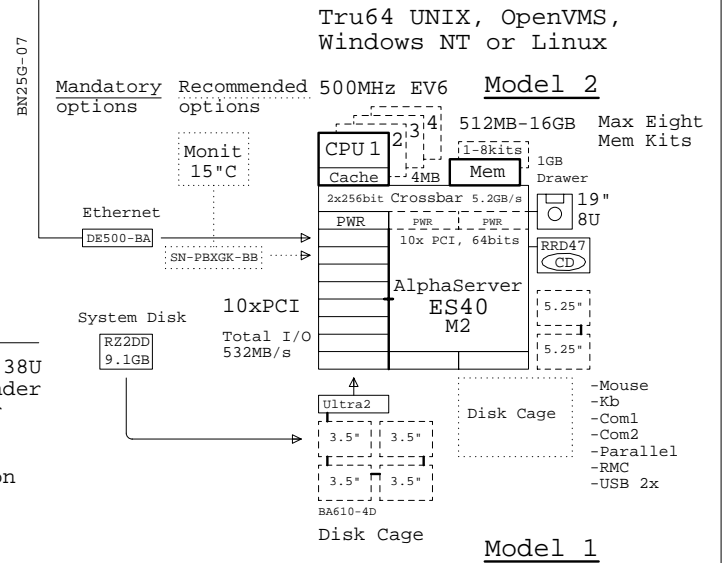 Tru64 UNIX, OpenVMS,
Windows NT or Linux
BN25G-07
Mandatory
options
Recommended
options
500MHz EV6
Model 2
Monit
15"C
CPU 1
2
3
4
Cache
4MB
512MB-16GB
Max Eight
Mem Kits
1-8kits
Mem
1GB
Drawer
2x256bit Crossbar 5.2GB/s
19"
8U
Ethernet
DE500-BA
SN-PBXGK-BB
PWR
PWR
PWR
10x PCI, 64bits
RRD47
CD
AlphaServer
ES40
M2
10xPCI
Total I/O
532MB/s
5.25"
5.25"
System Disk
RZ2DD
9.1GB
38U
Ultra2
3.5"
3.5"
3.5"
3.5"
BA610-4D
Disk Cage
Disk Cage
-Mouse
-Kb
-Com1
-Com2
-Parallel
-RMC
-USB 2x
Model 1